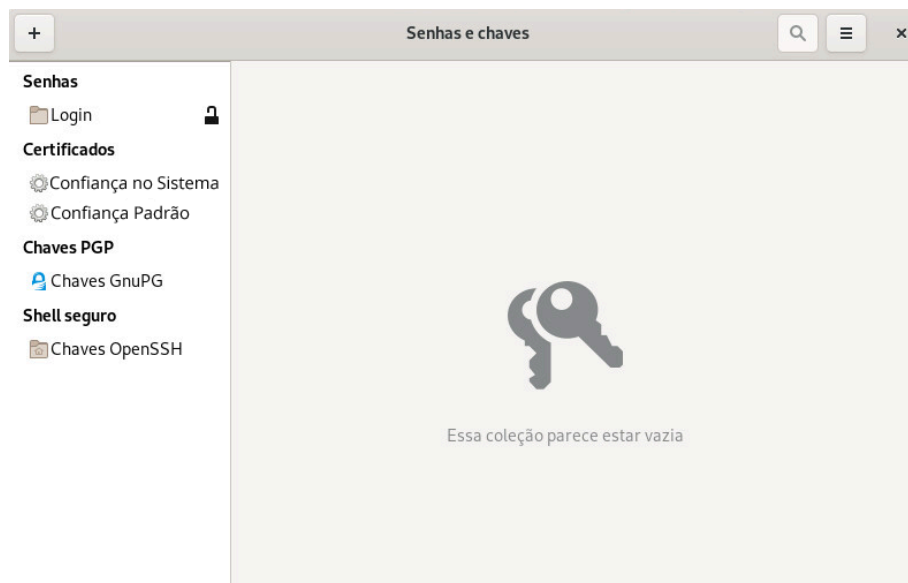 Senhas e chaves
Senhas
Login
Certificados
Confiança no Sistema
Confiança Padrão
Chaves PGP
Chaves GnuPG
Shell seguro
Chaves OpenSSH
Essa coleção parece estar vazia